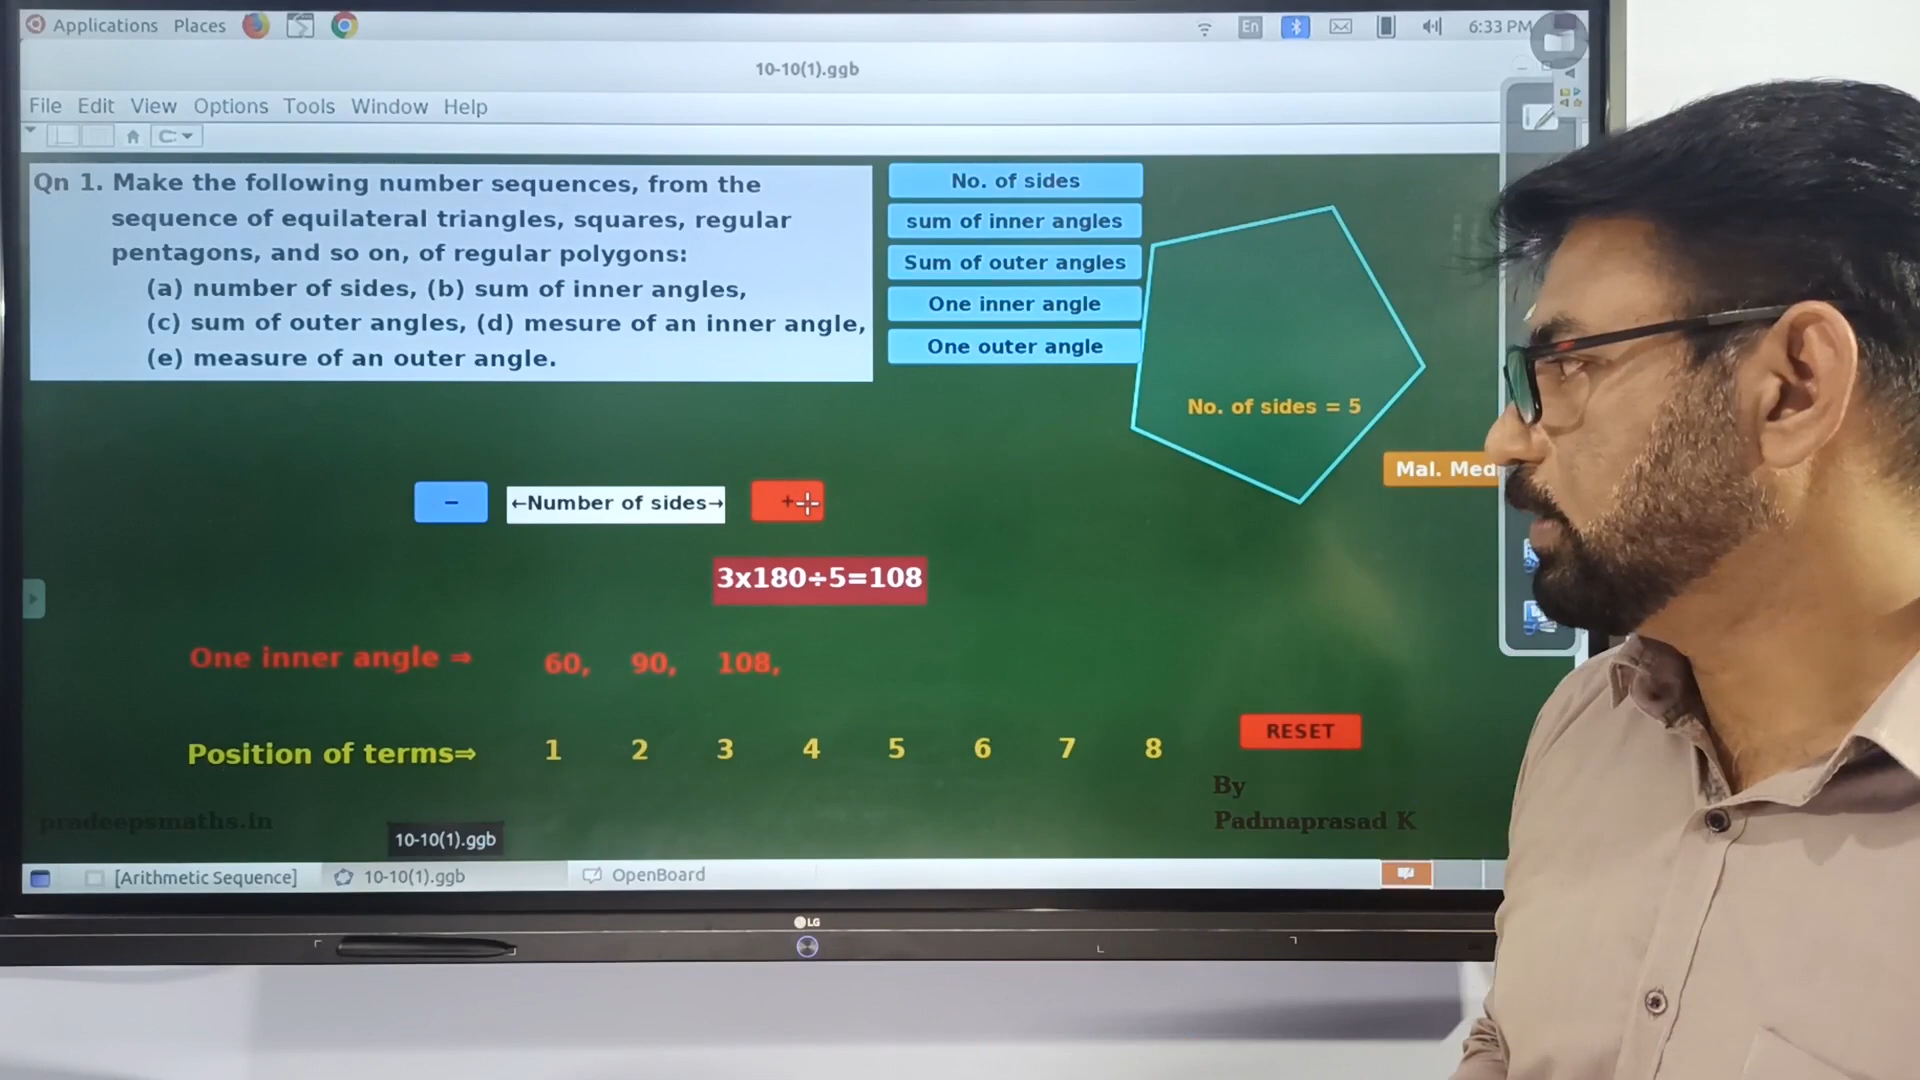 Applications Places
En
6:33 PM
10-10(1).ggb
File Edit View Options Tools Window Help
Qn 1. Make the following number sequences, from the
sequence of equilateral triangles, squares, regular
pentagons, and so on, of regular polygons:
(a) number of sides, (b) sum of inner angles,
(c) sum of outer angles, (d) mesure of an inner angle,
(e) measure of an outer angle.
No. of sides
sum of inner angles
Sum of outer angles
One inner angle
One outer angle
No. of sides = 5
Mal. Med
− ←Number of sides→ +
3x180÷5=108
One inner angle ⇒ 60, 90, 108,
Position of terms⇒ 1 2 3 4 5 6 7 8
RESET
By
Padmaprasad K
pradeepsmaths.in
10-10(1).ggb
[Arithmetic Sequence] 10-10(1).ggb OpenBoard
LG